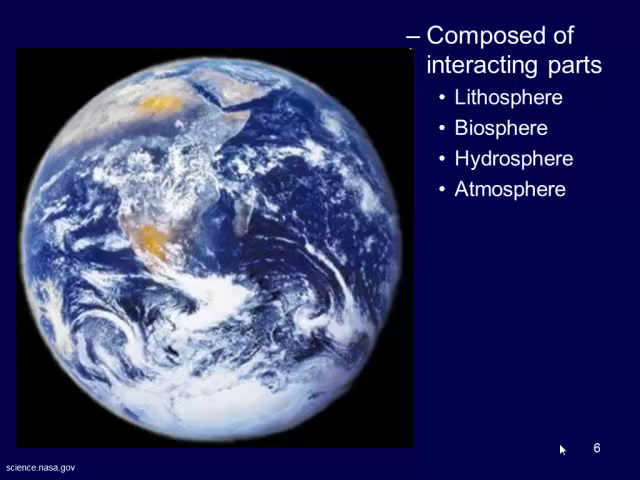 – Composed of
interacting parts
• Lithosphere
• Biosphere
• Hydrosphere
• Atmosphere
6
science.nasa.gov